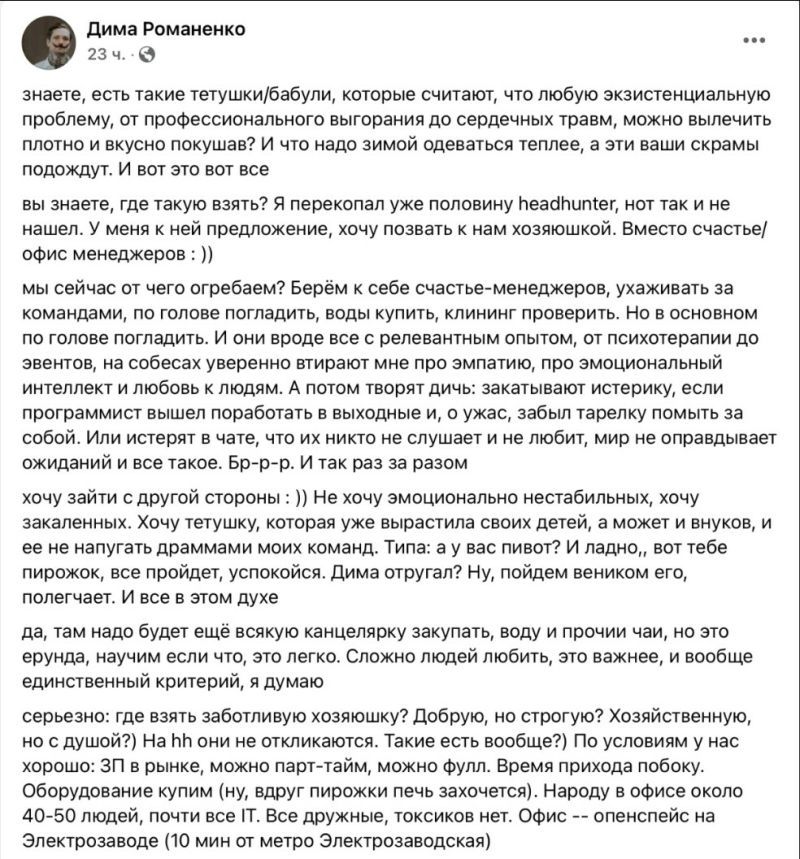 Дима Романенко
23 ч. ·
знаете, есть такие тетушки/бабули, которые считают, что любую экзистенциальную
проблему, от профессионального выгорания до сердечных травм, можно вылечить
плотно и вкусно покушав? И что надо зимой одеваться теплее, а эти ваши скрамы
подождут. И вот это вот все
вы знаете, где такую взять? Я перекопал уже половину headhunter, нот так и не
нашел. У меня к ней предложение, хочу позвать к нам хозяюшкой. Вместо счастье/
офис менеджеров : ))
мы сейчас от чего огребаем? Берём к себе счастье-менеджеров, ухаживать за
командами, по голове погладить, воды купить, клининг проверить. Но в основном
по голове погладить. И они вроде все с релевантным опытом, от психотерапии до
эвентов, на собесах уверенно втирают мне про эмпатию, про эмоциональный
интеллект и любовь к людям. А потом творят дичь: закатывают истерику, если
программист вышел поработать в выходные и, о ужас, забыл тарелку помыть за
собой. Или истерят в чате, что их никто не слушает и не любит, мир не оправдывает
ожиданий и все такое. Бр-р-р. И так раз за разом
хочу зайти с другой стороны : )) Не хочу эмоционально нестабильных, хочу
закаленных. Хочу тетушку, которая уже вырастила своих детей, а может и внуков, и
ее не напугать драммами моих команд. Типа: а у вас пивот? И ладно,, вот тебе
пирожок, все пройдет, успокойся. Дима отругал? Ну, пойдем веником его,
полегчает. И все в этом духе
да, там надо будет ещё всякую канцелярку закупать, воду и прочии чаи, но это
ерунда, научим если что, это легко. Сложно людей любить, это важнее, и вообще
единственный критерий, я думаю
серьезно: где взять заботливую хозяюшку? Добрую, но строгую? Хозяйственную,
но с душой?) На hh они не откликаются. Такие есть вообще?) По условиям у нас
хорошо: ЗП в рынке, можно парт-тайм, можно фулл. Время прихода побоку.
Оборудование купим (ну, вдруг пирожки печь захочется). Народу в офисе около
40-50 людей, почти все IT. Все дружные, токсиков нет. Офис -- опенспейс на
Электрозаводе (10 мин от метро Электрозаводская)